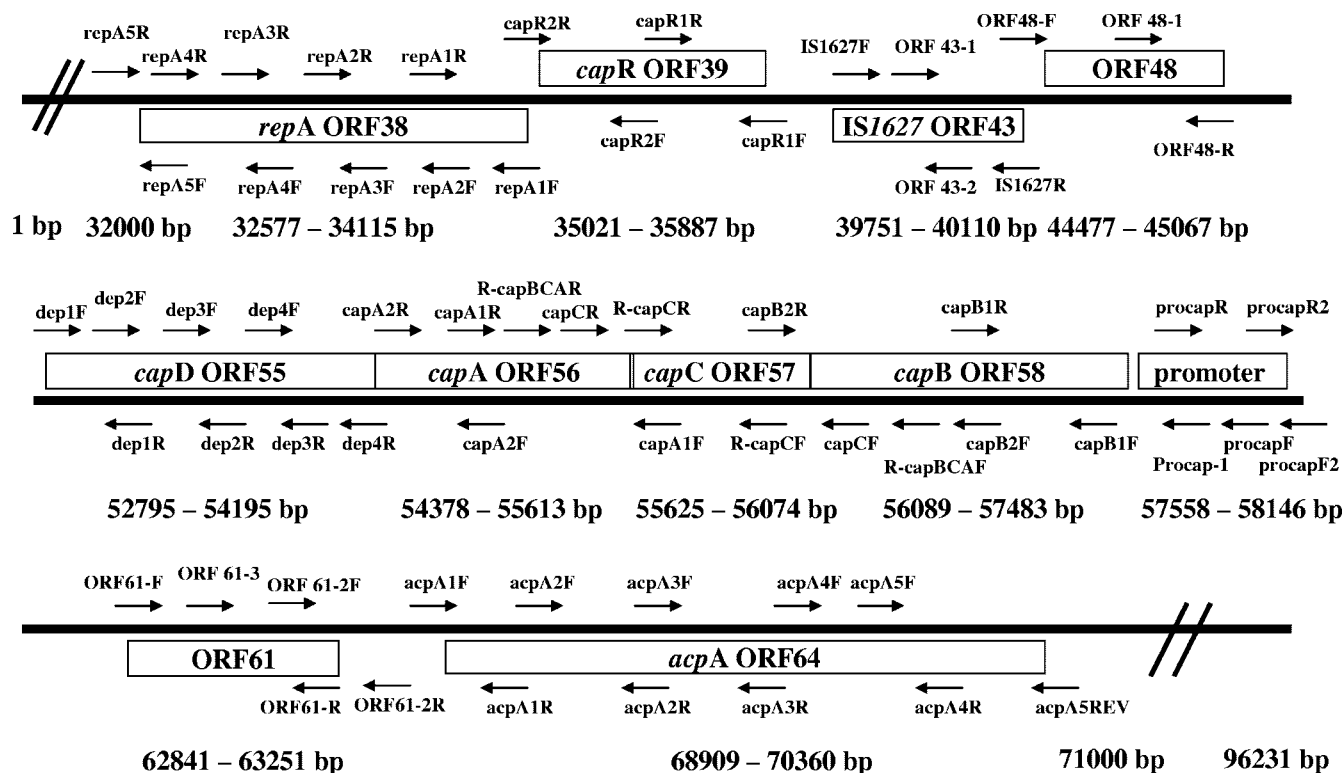 repA5R repA4R repA3R repA2R repA1R capR2R capR1R IS1627F ORF 43-1 ORF48-F ORF 48-1
capR ORF39 ORF48
repA ORF38 IS1627 ORF43
capR2F capR1F ORF48-R
repA5F repA4F repA3F repA2F repA1F ORF 43-2 IS1627R
1 bp 32000 bp 32577 – 34115 bp 35021 – 35887 bp 39751 – 40110 bp 44477 – 45067 bp
dep1F dep2F dep3F dep4F capA2R capA1R R-capBCAR capCR R-capCR capB2R capB1R procapR procapR2
capD ORF55 capA ORF56 capC ORF57 capB ORF58 promoter
dep1R dep2R dep3R dep4R capA2F capA1F R-capCF capCF R-capBCAF capB2F capB1F Procap-1 procapF procapF2
52795 – 54195 bp 54378 – 55613 bp 55625 – 56074 bp 56089 – 57483 bp 57558 – 58146 bp
ORF61-F ORF 61-3 ORF 61-2F acpA1F acpA2F acpA3F acpA4F acpA5F
ORF61 acpA ORF64
ORF61-R ORF61-2R acpA1R acpA2R acpA3R acpA4R acpA5REV
62841 – 63251 bp 68909 – 70360 bp 71000 bp 96231 bp